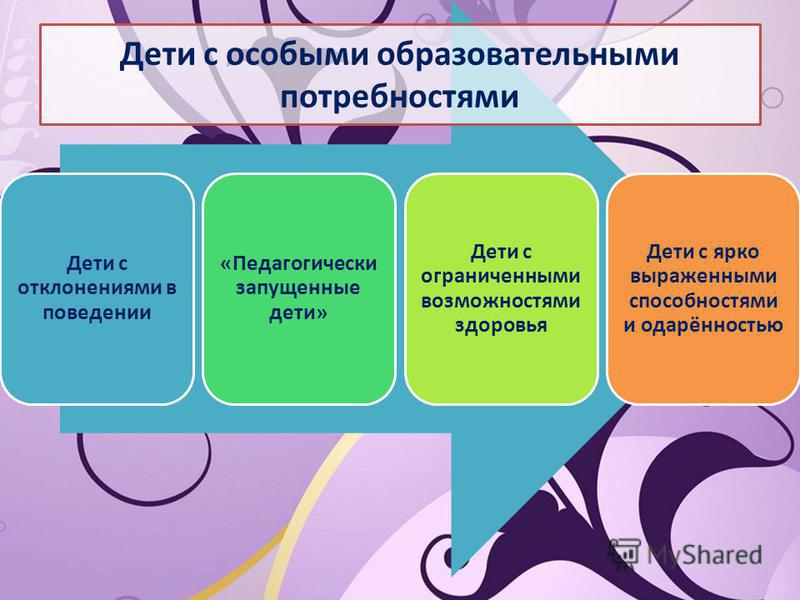 Дети с особыми образовательными
потребностями
Дети с
отклонениями в
поведении
«Педагогически
запущенные
дети»
Дети с
ограниченными
возможностями
здоровья
Дети с ярко
выраженными
способностями
и одарённостью
MyShared